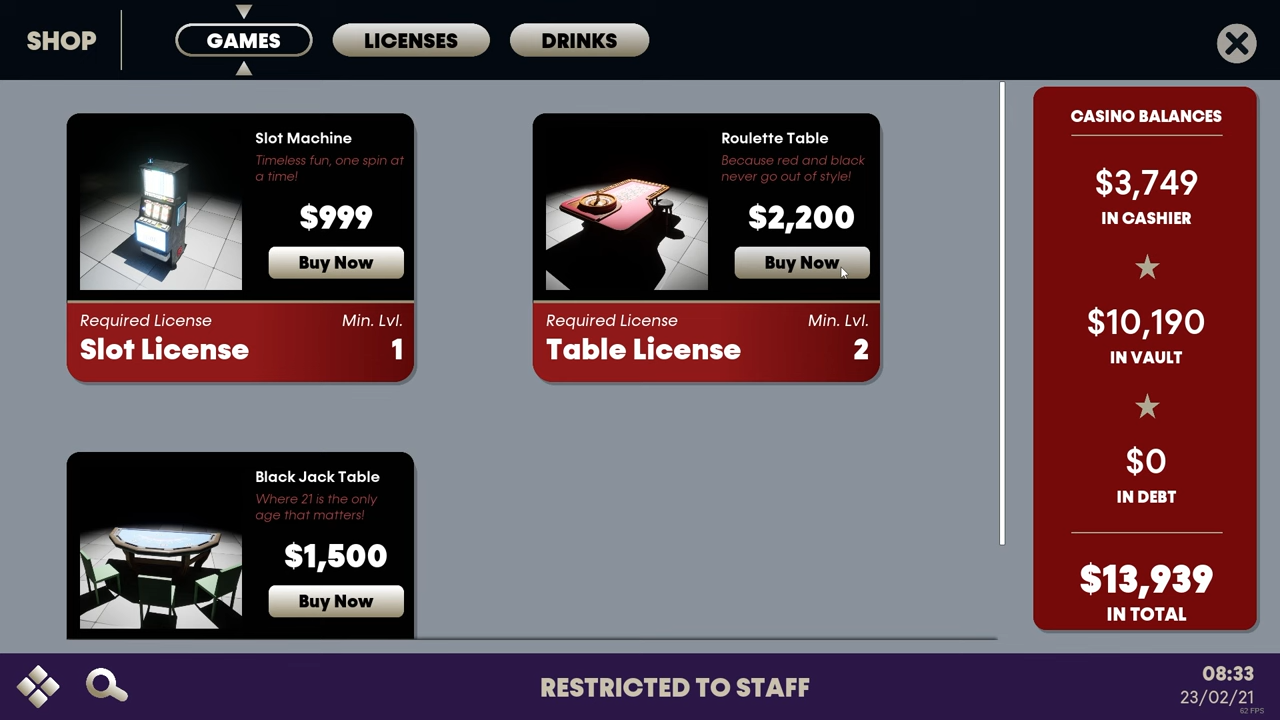 SHOP
GAMES
LICENSES
DRINKS
Slot Machine
Timeless fun, one spin at
a time!
$999
Buy Now
Required License
Min. Lvl.
Slot License
1
Roulette Table
Because red and black
never go out of style!
$2,200
Buy Now
Required License
Min. Lvl.
Table License
2
Black Jack Table
Where 21 is the only
age that matters!
$1,500
Buy Now
CASINO BALANCES
$3,749
IN CASHIER
$10,190
IN VAULT
$0
IN DEBT
$13,939
IN TOTAL
RESTRICTED TO STAFF
08:33
23/02/21
62 FPS